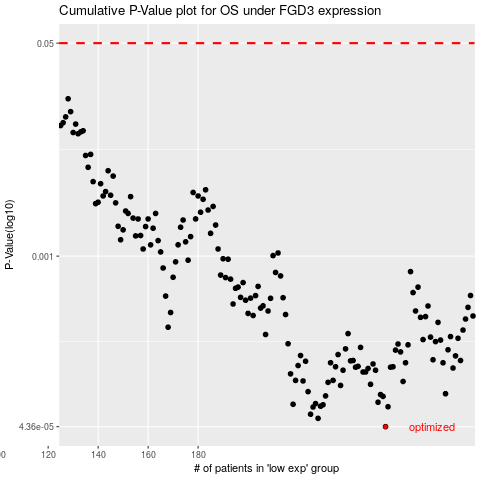 Cumulative P-Value plot for OS under FGD3 expression
P-Value(log10)
0.05
0.001
4.36e-05
optimized
00 120 140 160 180
# of patients in 'low exp' group